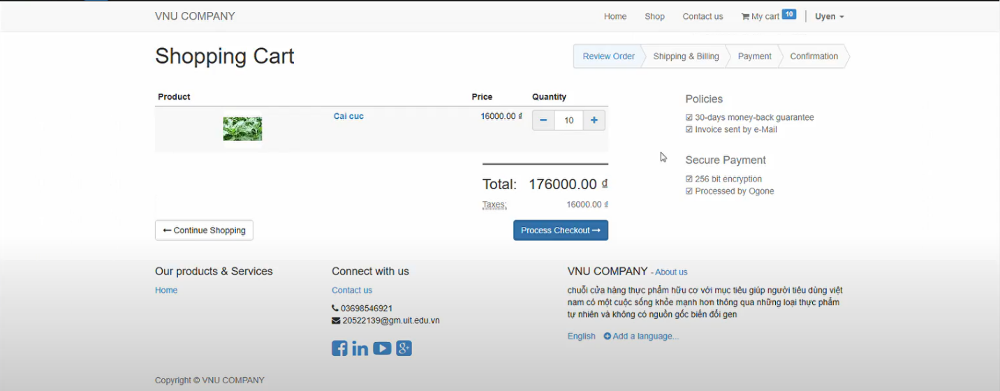 VNU COMPANY
Home Shop Contact us My cart 10 Uyen
Shopping Cart
Review Order Shipping & Billing Payment Confirmation
Product Price Quantity
Cai cuc 16000.00 ₫ 10
Total: 176000.00 ₫
Taxes: 16000.00 ₫
Continue Shopping Process Checkout
Policies
30-days money-back guarantee
Invoice sent by e-Mail
Secure Payment
256 bit encryption
Processed by Ogone
Our products & Services
Home
Connect with us
Contact us
03698546921
20522139@gm.uit.edu.vn
VNU COMPANY - About us
chuỗi cửa hàng thực phẩm hữu cơ với mục tiêu giúp người tiêu dùng việt
nam có một cuộc sống khỏe mạnh hơn thông qua những loại thực phẩm
tự nhiên và không có nguồn gốc biến đổi gen
English Add a language...
Copyright © VNU COMPANY